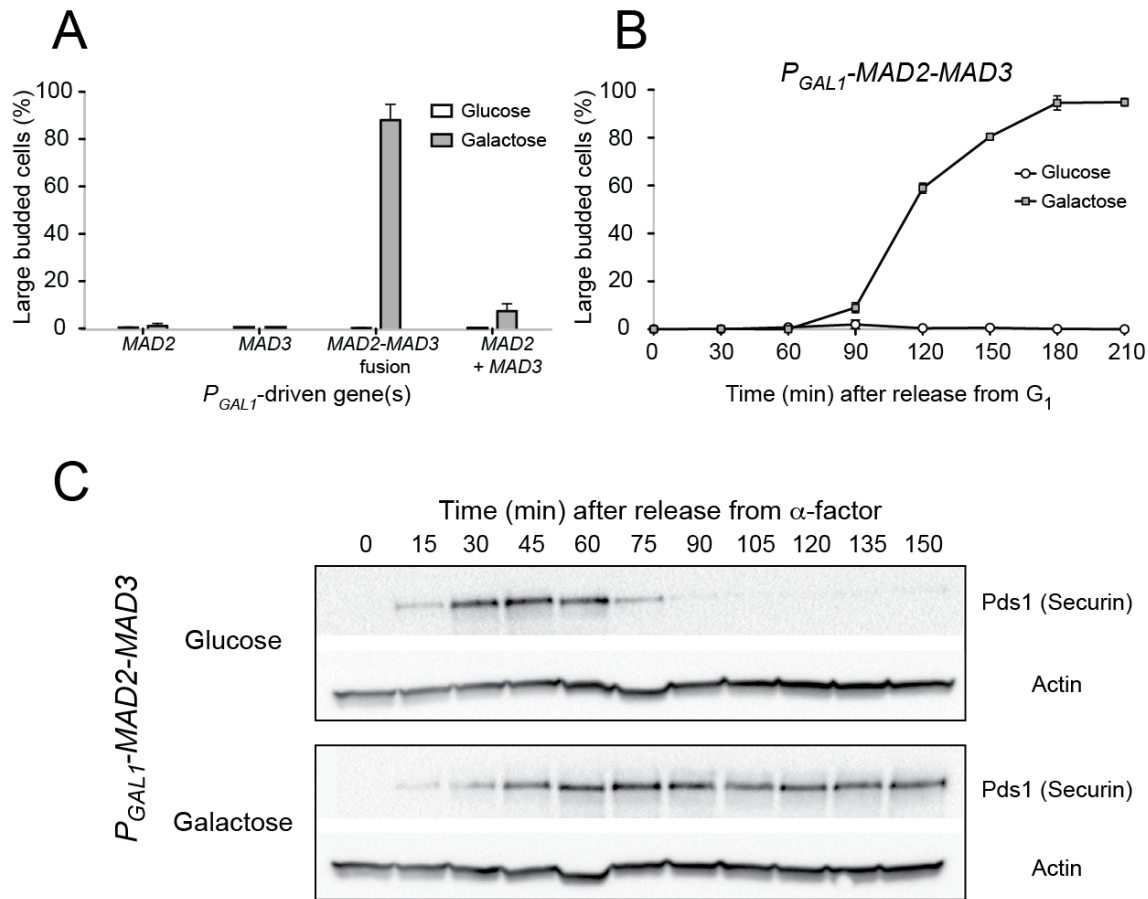 A
Large budded cells (%)
100
80
60
40
20
0
Glucose
Galactose
MAD2
MAD3
MAD2-MAD3
fusion
MAD2
+ MAD3
PGAL1-driven gene(s)
B
PGAL1-MAD2-MAD3
Large budded cells (%)
100
80
60
40
20
0
Glucose
Galactose
0 30 60 90 120 150 180 210
Time (min) after release from G1
C
PGAL1-MAD2-MAD3
Time (min) after release from α-factor
0 15 30 45 60 75 90 105 120 135 150
Glucose
Pds1 (Securin)
Actin
Galactose
Pds1 (Securin)
Actin